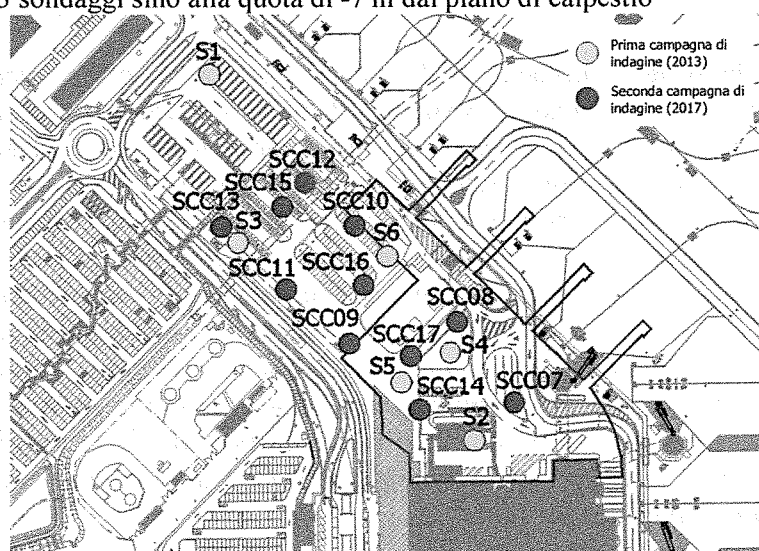 sondaggi sino alla quota di -7 m dal piano di calpestio
Prima campagna di
indagine (2013)
Seconda campagna di
indagine (2017)
S1
SCC12
SCC15
SCC13
S3
SCC10
S6
SCC11
SCC16
SCC08
SCC09
SCC17
S4
S5
SCC14
SCC07
S2